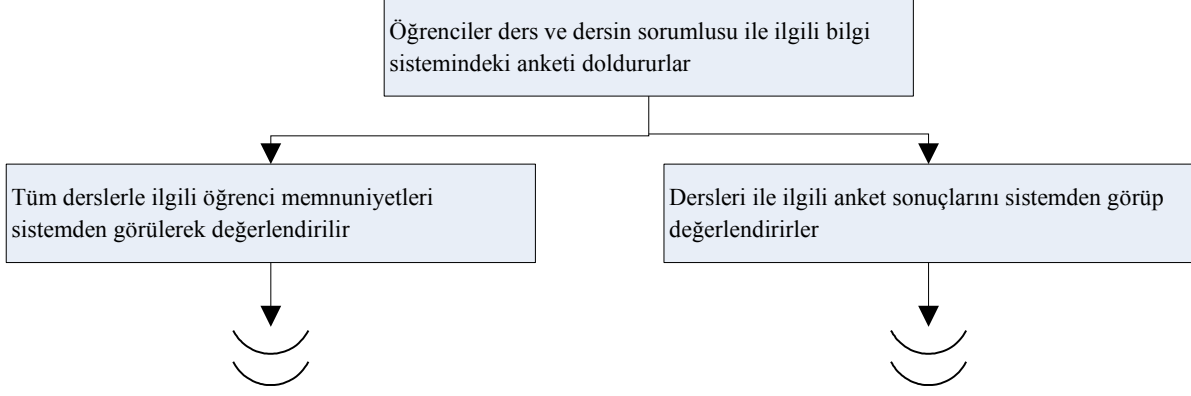 Öğrenciler ders ve dersin sorumlusu ile ilgili bilgi
sistemindeki anketi doldururlar
Tüm derslerle ilgili öğrenci memnuniyetleri
sistemden görülerek değerlendirilir
Dersleri ile ilgili anket sonuçlarını sistemden görüp
değerlendirirler